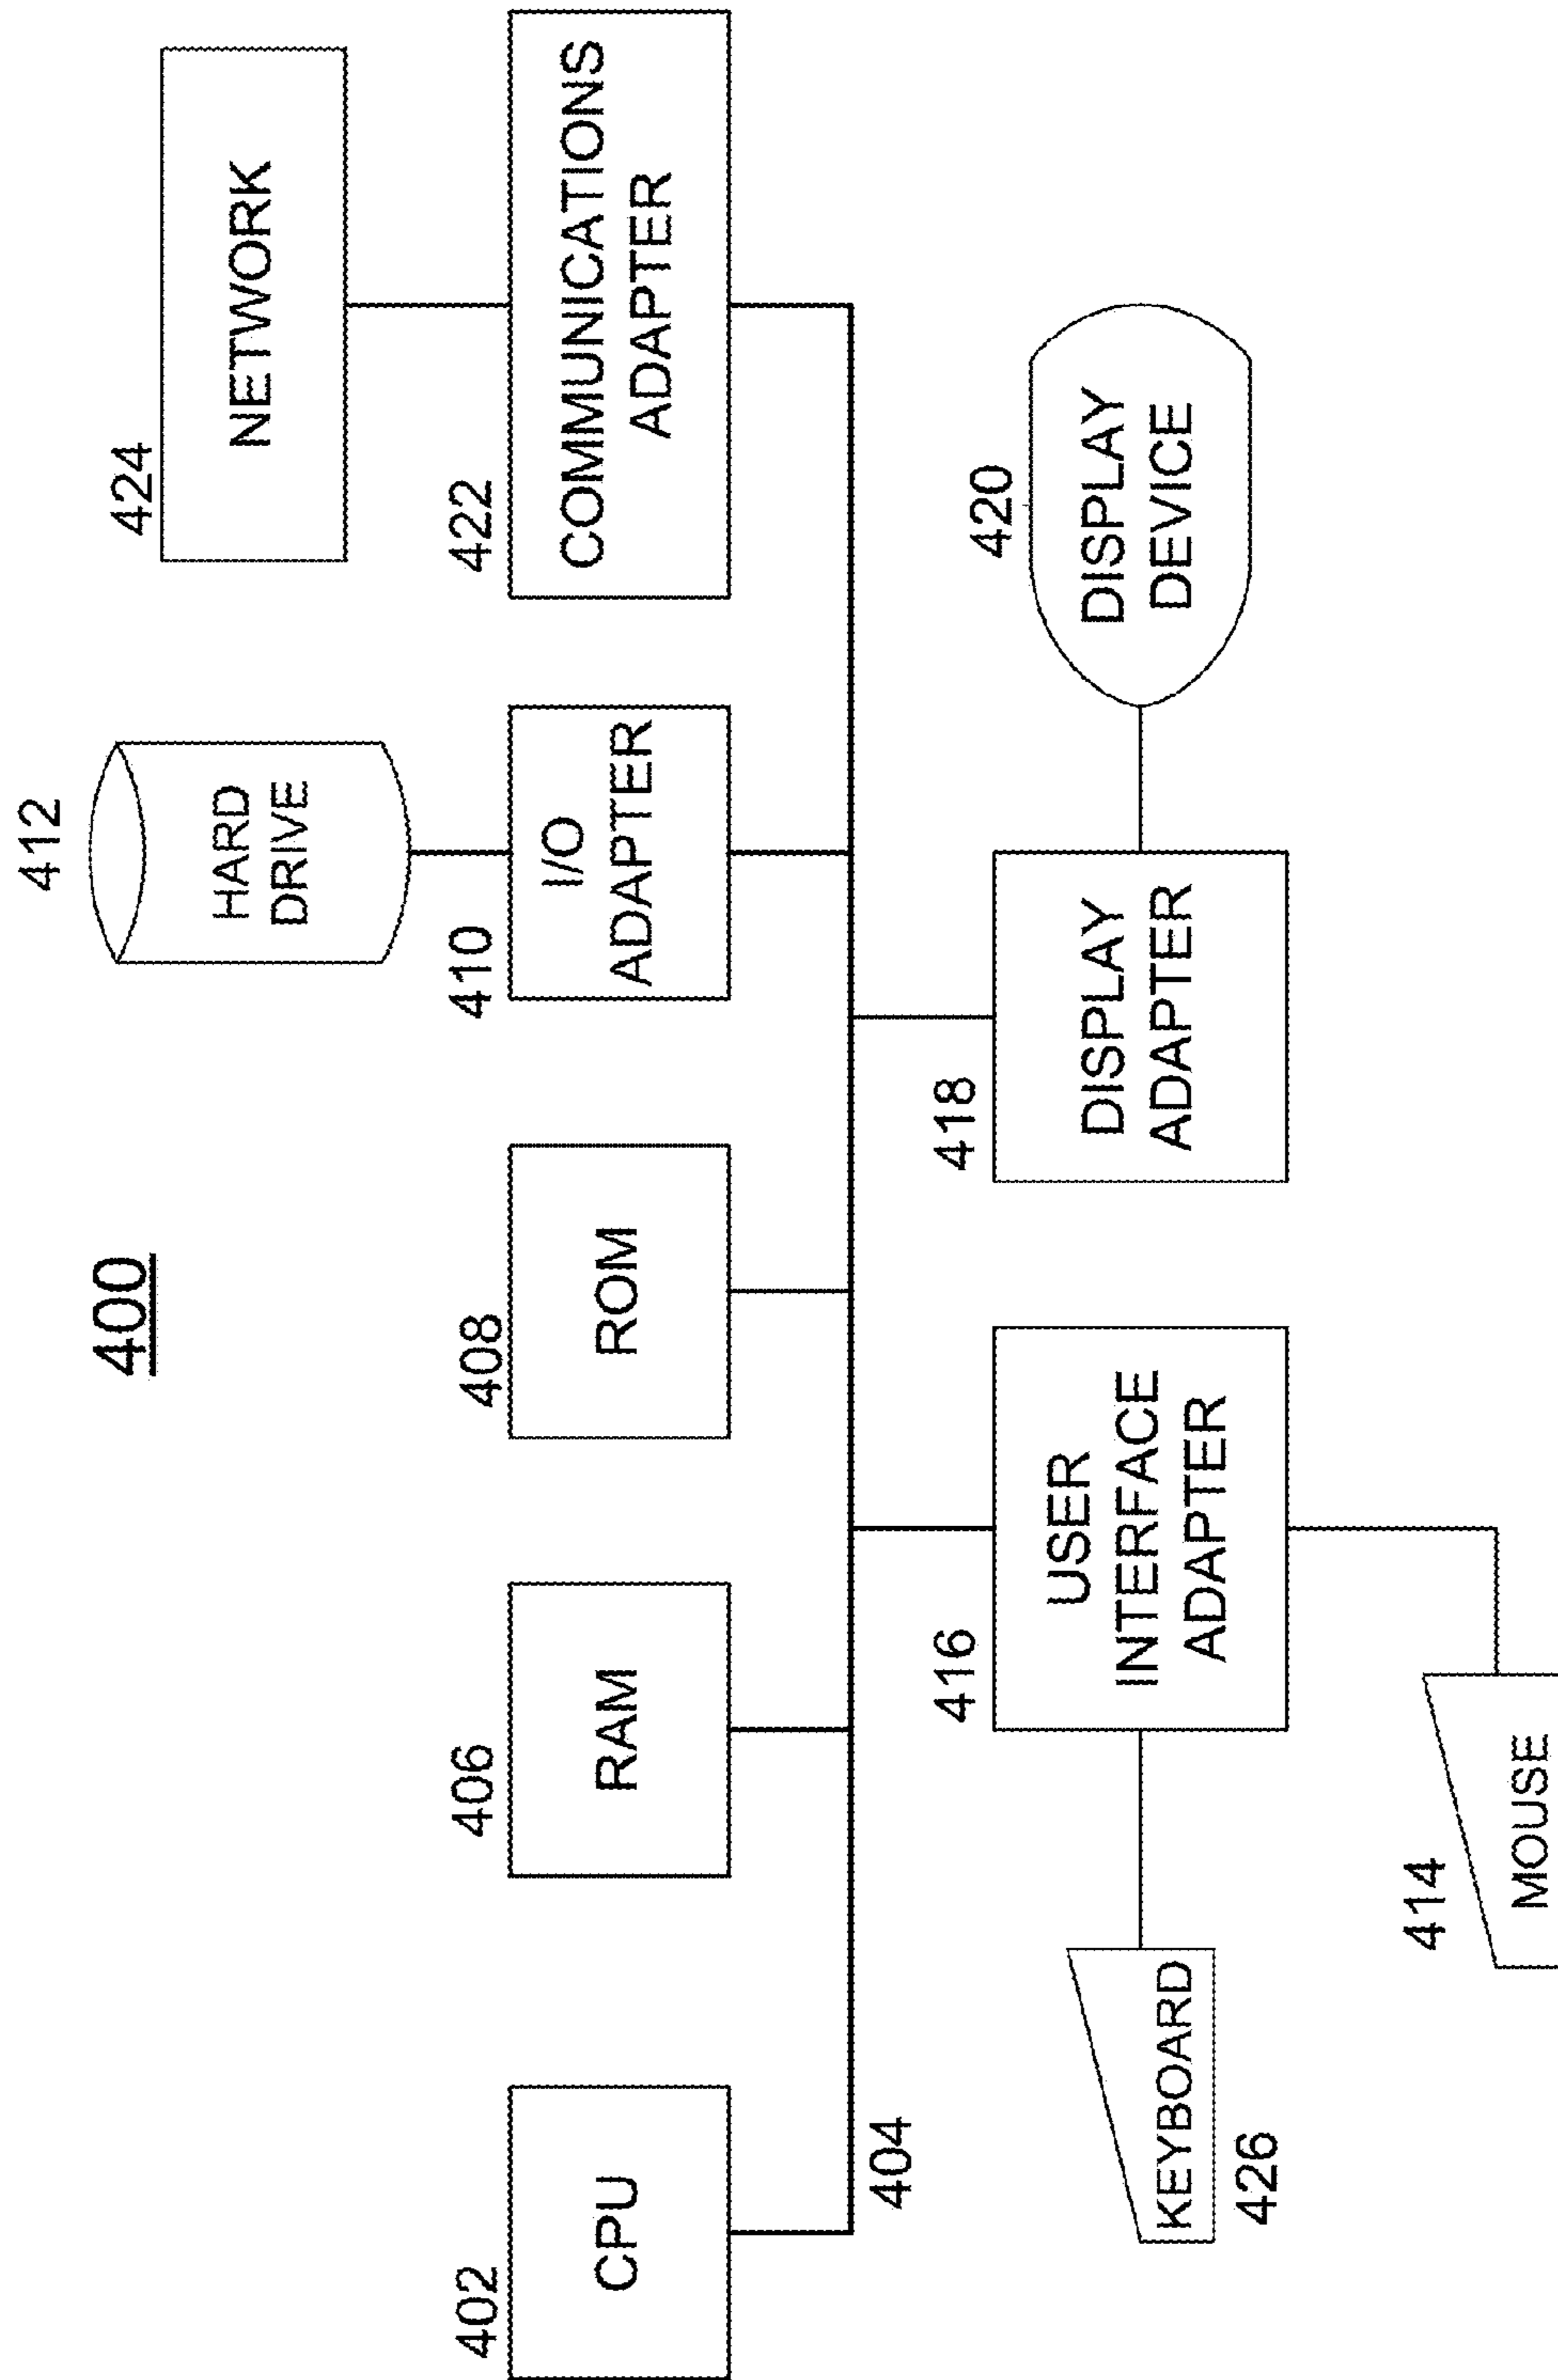 400
412
HARD
DRIVE
424
NETWORK
402
CPU
406
RAM
408
ROM
410
I/O
ADAPTER
422
COMMUNICATIONS
ADAPTER
404
416
USER
INTERFACE
ADAPTER
418
DISPLAY
ADAPTER
420
DISPLAY
DEVICE
KEYBOARD
426
414
MOUSE